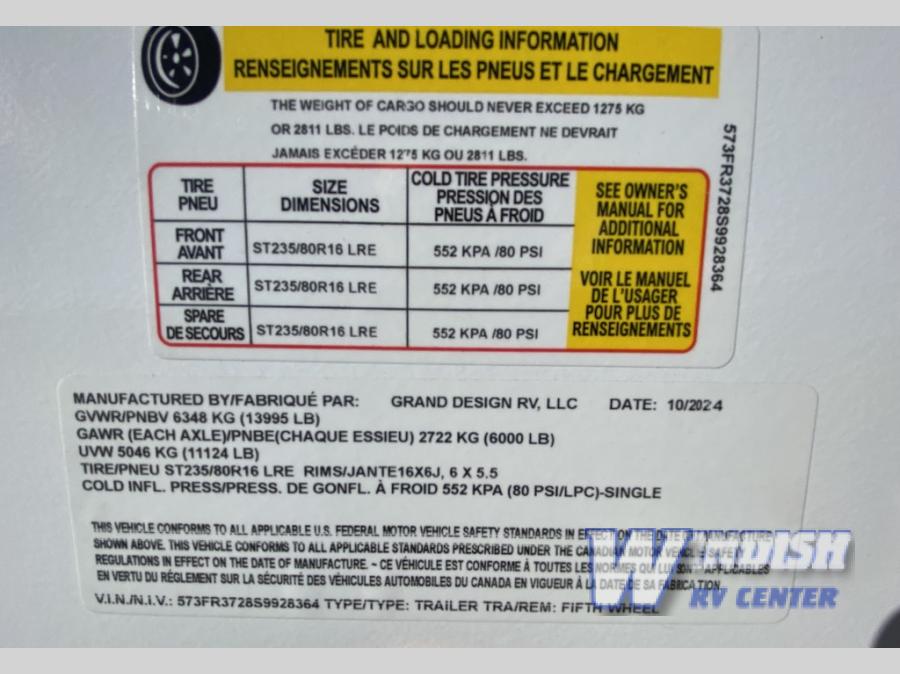 TIRE AND LOADING INFORMATION
RENSEIGNEMENTS SUR LES PNEUS ET LE CHARGEMENT
THE WEIGHT OF CARGO SHOULD NEVER EXCEED 1275 KG
OR 2811 LBS. LE POIDS DE CHARGEMENT NE DEVRAIT
JAMAIS EXCÉDER 1275 KG OU 2811 LBS.
TIRE
PNEU
SIZE
DIMENSIONS
COLD TIRE PRESSURE
PRESSION DES
PNEUS À FROID
SEE OWNER'S
MANUAL FOR
ADDITIONAL
INFORMATION
VOIR LE MANUEL
DE L'USAGER
POUR PLUS DE
RENSEIGNEMENTS
FRONT
AVANT
ST235/80R16 LRE
552 KPA /80 PSI
REAR
ARRIÈRE
ST235/80R16 LRE
552 KPA /80 PSI
SPARE
DE SECOURS
ST235/80R16 LRE
552 KPA /80 PSI
573FR3728S9928364
MANUFACTURED BY/FABRIQUÉ PAR: GRAND DESIGN RV, LLC DATE: 10/2024
GVWR/PNBV 6348 KG (13995 LB)
GAWR (EACH AXLE)/PNBE(CHAQUE ESSIEU) 2722 KG (6000 LB)
UVW 5046 KG (11124 LB)
TIRE/PNEU ST235/80R16 LRE RIMS/JANTE16X6J, 6 X 5.5
COLD INFL. PRESS/PRESS. DE GONFL. À FROID 552 KPA (80 PSI/LPC)-SINGLE
THIS VEHICLE CONFORMS TO ALL APPLICABLE U.S. FEDERAL MOTOR VEHICLE SAFETY STANDARDS IN EFFECT ON THE DATE OF MANUFACTURE
SHOWN ABOVE. THIS VEHICLE CONFORMS TO ALL APPLICABLE STANDARDS PRESCRIBED UNDER THE CANADIAN MOTOR VEHICLE SAFETY
REGULATIONS IN EFFECT ON THE DATE OF MANUFACTURE. ~ CE VÉHICULE EST CONFORME À TOUTES LES NORMES QUI LUI SONT APPLICABLES
EN VERTU DU RÉGLEMENT SUR LA SÉCURITÉ DES VÉHICULES AUTOMOBILES DU CANADA EN VIGUEUR À LA DATE DE SA FABRICATION.
V.I.N./N.I.V.: 573FR3728S9928364 TYPE/TYPE: TRAILER TRA/REM: FIFTH WHEEL
WINDISH
RV CENTER